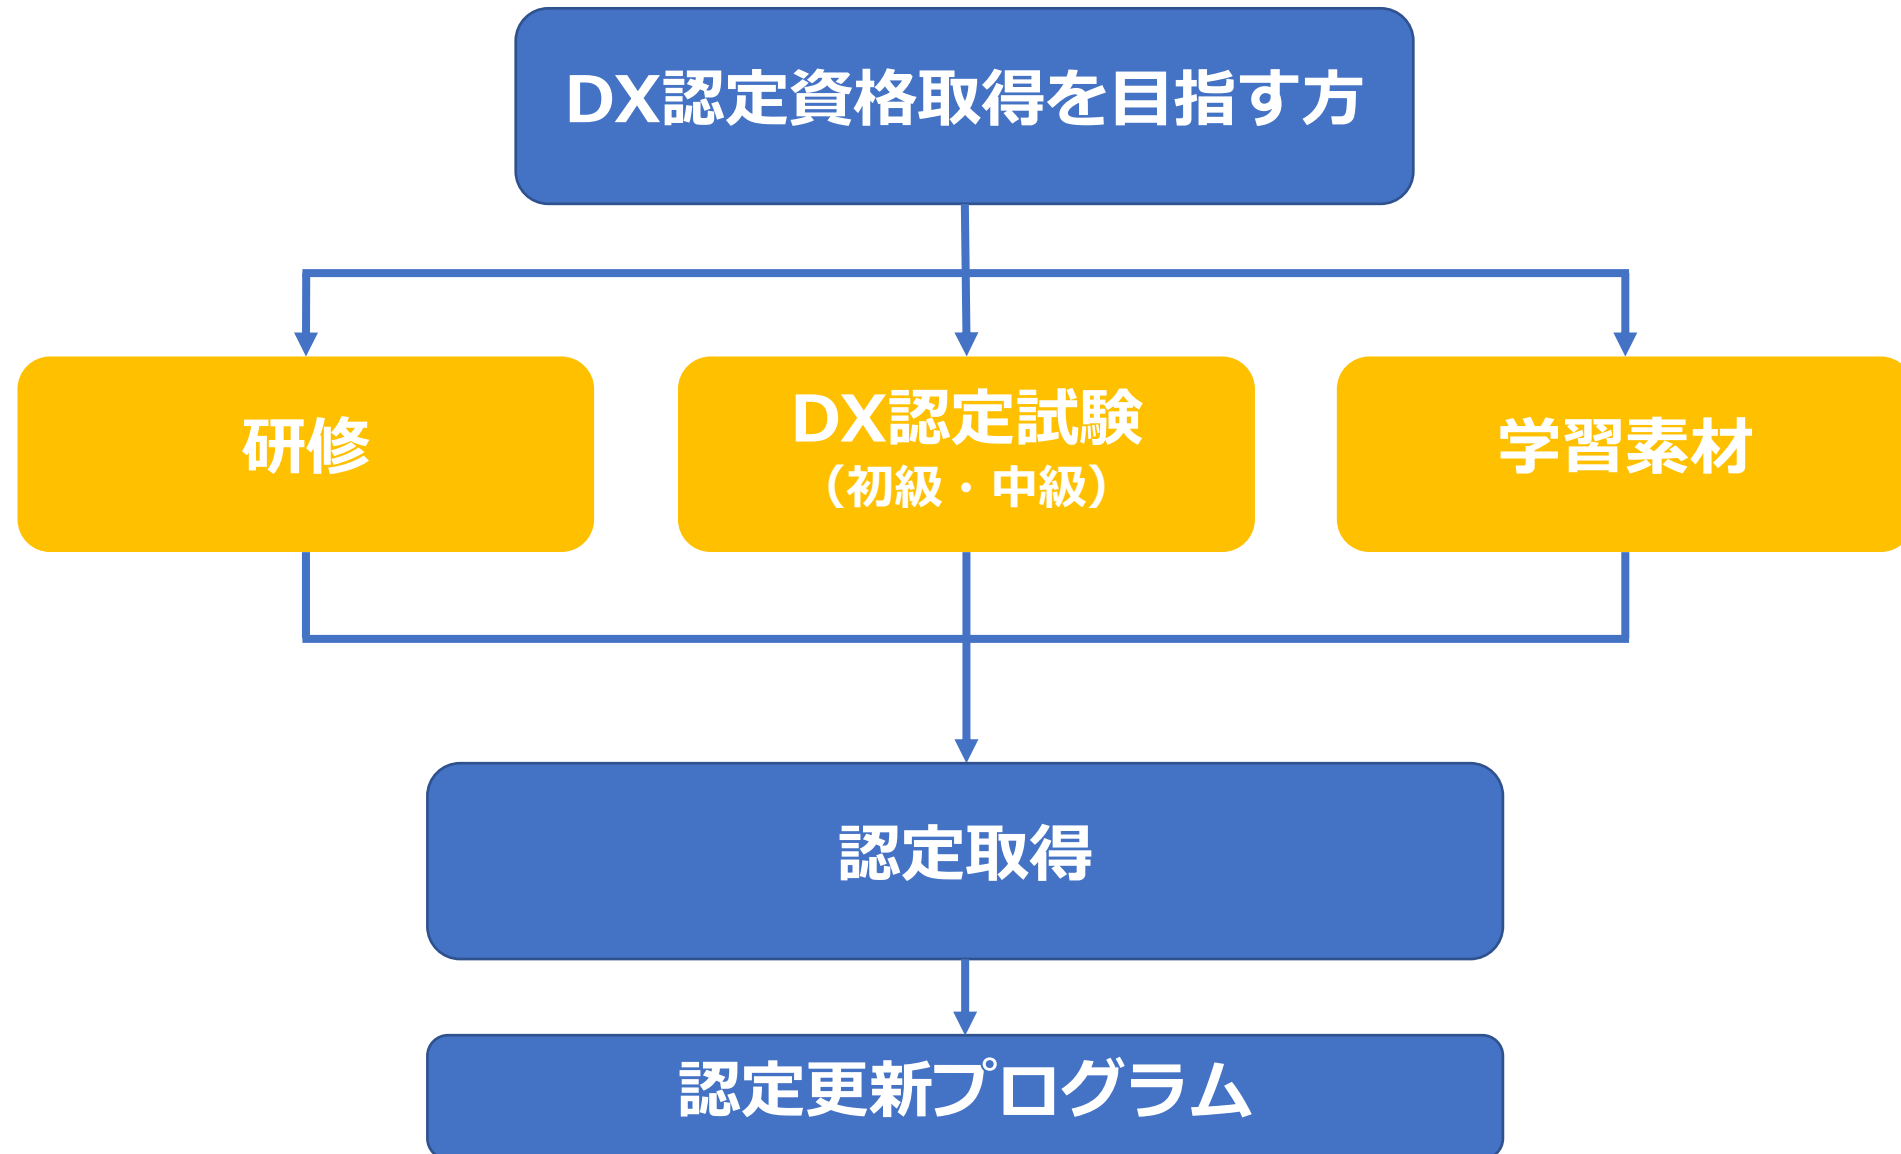 DX認定資格取得を目指す方
研修
DX認定試験
（初級・中級）
学習素材
認定取得
認定更新プログラム